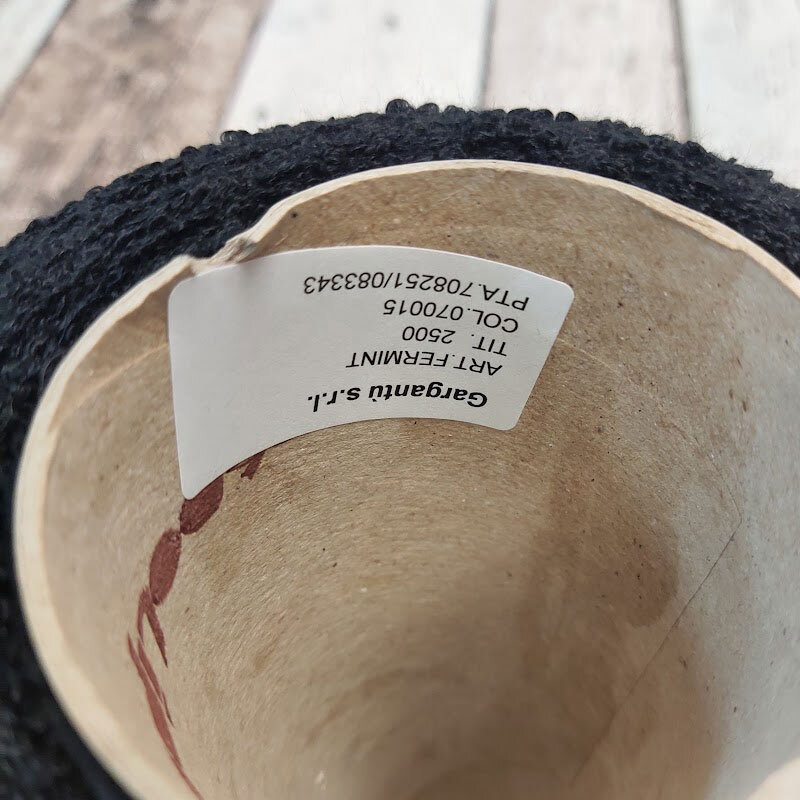 Gargantù s.r.l.
ART.FERMINT
TIT. 2500
COL.070015
PTA.708251/083343